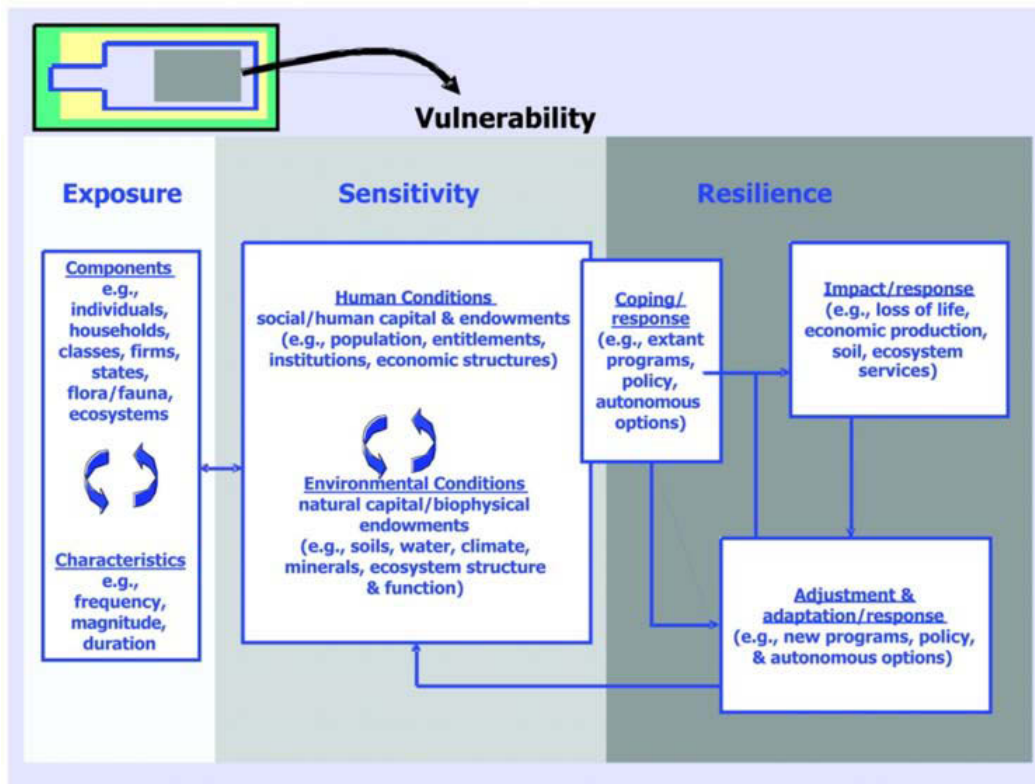 Vulnerability
Exposure
Sensitivity
Resilience
Components
e.g.,
individuals,
households,
classes, firms,
states,
flora/fauna,
ecosystems
Characteristics
e.g.,
frequency,
magnitude,
duration
Human Conditions
social/human capital & endowments
(e.g., population, entitlements,
institutions, economic structures)
Environmental Conditions
natural capital/biophysical
endowments
(e.g., soils, water, climate,
minerals, ecosystem structure
& function)
Coping/
response
(e.g., extant
programs,
policy,
autonomous
options)
Impact/response
(e.g., loss of life,
economic production,
soil, ecosystem
services)
Adjustment &
adaptation/response
(e.g., new programs, policy,
& autonomous options)